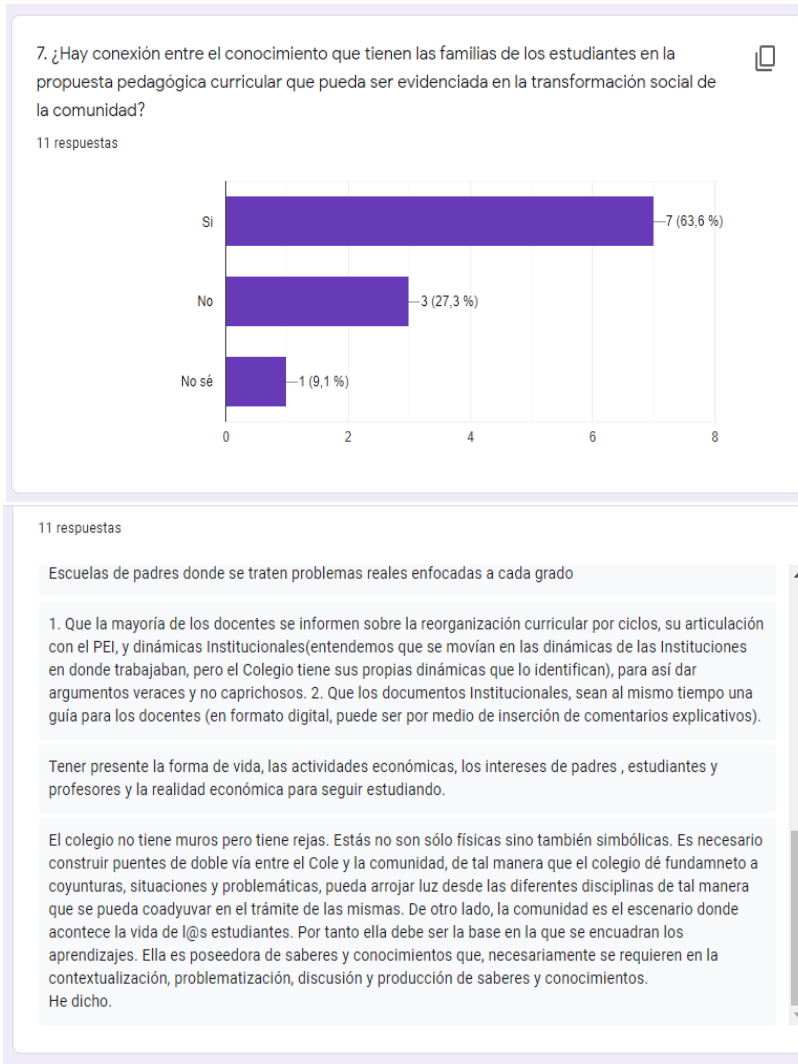 7. ¿Hay conexión entre el conocimiento que tienen las familias de los estudiantes en la
propuesta pedagógica curricular que pueda ser evidenciada en la transformación social de
la comunidad?
11 respuestas
Si
7 (63,6 %)
No
3 (27,3 %)
No sé
1 (9,1 %)
0 2 4 6 8
11 respuestas
Escuelas de padres donde se traten problemas reales enfocadas a cada grado
1. Que la mayoría de los docentes se informen sobre la reorganización curricular por ciclos, su articulación
con el PEI, y dinámicas Institucionales(entendemos que se movían en las dinámicas de las Instituciones
en donde trabajaban, pero el Colegio tiene sus propias dinámicas que lo identifican), para así dar
argumentos veraces y no caprichosos. 2. Que los documentos Institucionales, sean al mismo tiempo una
guía para los docentes (en formato digital, puede ser por medio de inserción de comentarios explicativos).
Tener presente la forma de vida, las actividades económicas, los intereses de padres , estudiantes y
profesores y la realidad económica para seguir estudiando.
El colegio no tiene muros pero tiene rejas. Estás no son sólo físicas sino también simbólicas. Es necesario
construir puentes de doble vía entre el Cole y la comunidad, de tal manera que el colegio dé fundamneto a
coyunturas, situaciones y problemáticas, pueda arrojar luz desde las diferentes disciplinas de tal manera
que se pueda coadyuvar en el trámite de las mismas. De otro lado, la comunidad es el escenario donde
acontece la vida de l@s estudiantes. Por tanto ella debe ser la base en la que se encuadran los
aprendizajes. Ella es poseedora de saberes y conocimientos que, necesariamente se requieren en la
contextualización, problematización, discusión y producción de saberes y conocimientos.
He dicho.